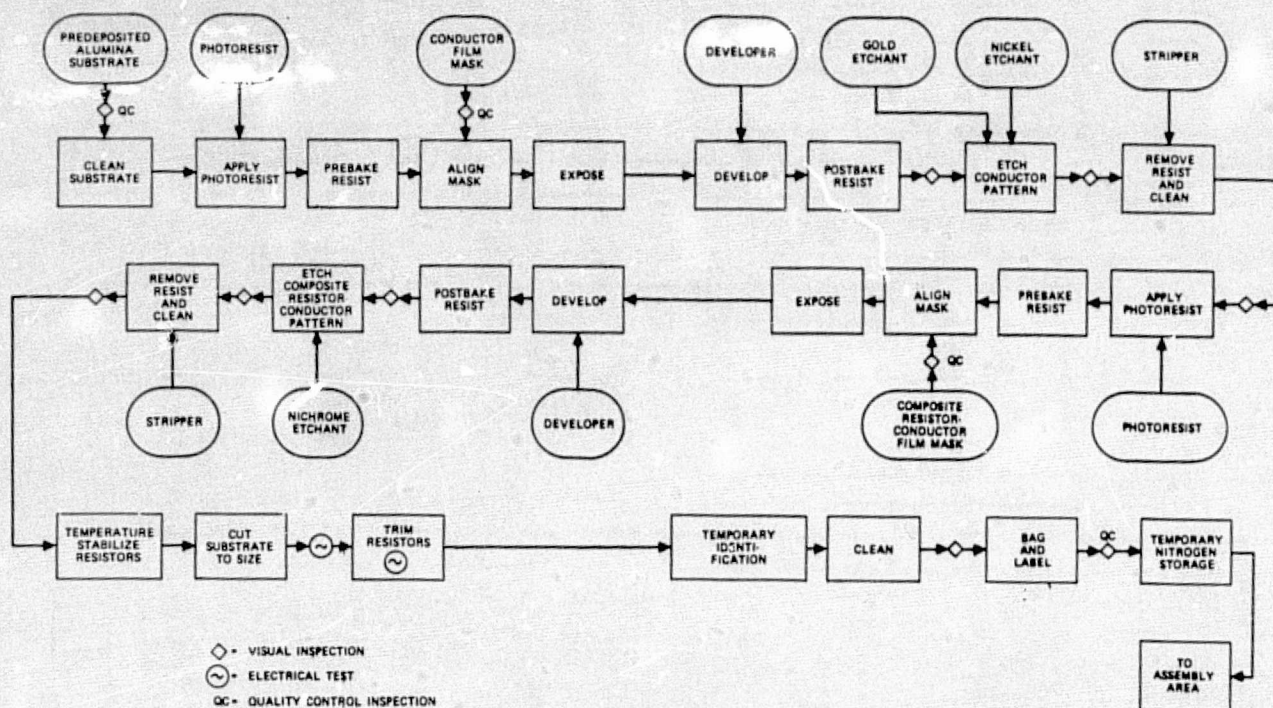 PREDEPOSITED
ALUMINA
SUBSTRATE
PHOTORESIST
CONDUCTOR
FILM
MASK
DEVELOPER
GOLD
ETCHANT
NICKEL
ETCHANT
STRIPPER
QC
QC
CLEAN
SUBSTRATE
APPLY
PHOTORESIST
PREBAKE
RESIST
ALIGN
MASK
EXPOSE
DEVELOP
POSTBAKE
RESIST
ETCH
CONDUCTOR
PATTERN
REMOVE
RESIST
AND
CLEAN
REMOVE
RESIST
AND
CLEAN
ETCH
COMPOSITE
RESISTOR-
CONDUCTOR
PATTERN
POSTBAKE
RESIST
DEVELOP
EXPOSE
ALIGN
MASK
PREBAKE
RESIST
APPLY
PHOTORESIST
QC
STRIPPER
NICHROME
ETCHANT
DEVELOPER
COMPOSITE
RESISTOR-
CONDUCTOR
FILM MASK
PHOTORESIST
TEMPERATURE
STABILIZE
RESISTORS
CUT
SUBSTRATE
TO SIZE
TRIM
RESISTORS
TEMPORARY
IDENTI-
FICATION
CLEAN
BAG
AND
LABEL
QC
TEMPORARY
NITROGEN
STORAGE
◇ = VISUAL INSPECTION
~ = ELECTRICAL TEST
QC = QUALITY CONTROL INSPECTION
TO
ASSEMBLY
AREA